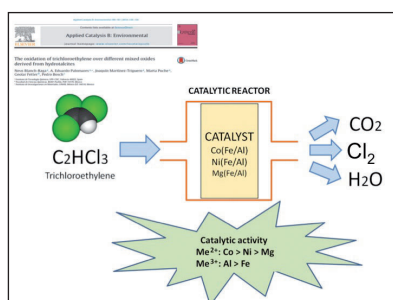 Applied Catalysis B: Environmental
ELSEVIER
The oxidation of trichloroethylene over different mixed oxides
derived from hydrotalcites
CATALYTIC REACTOR
CATALYST
Co(Fe/Al)
Ni(Fe/Al)
Mg(Fe/Al)
C2HCl3
Trichloroethylene
CO2
Cl2
H2O
Catalytic activity
Me2+: Co > Ni > Mg
Me3+: Al > Fe